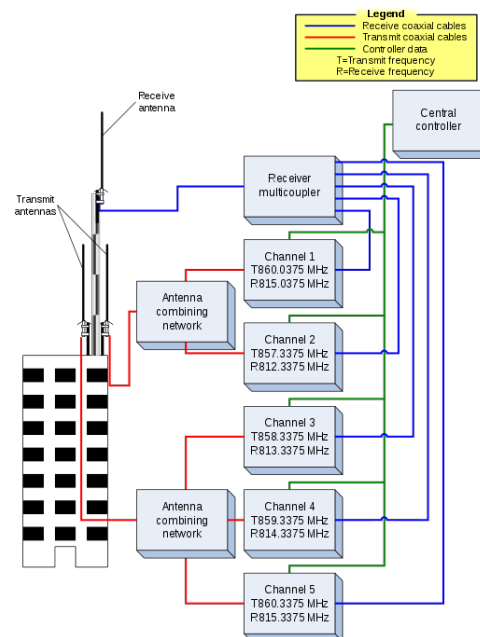 Legend
Receive coaxial cables
Transmit coaxial cables
Controller data
T=Transmit frequency
R=Receive frequency
Receive
antenna
Central
controller
Transmit
antennas
Receiver
multicoupler
Channel 1
T860.0375 MHz
R815.0375 MHz
Antenna
combining
network
Channel 2
T857.3375 MHz
R812.3375 MHz
Channel 3
T858.3375 MHz
R813.3375 MHz
Antenna
combining
network
Channel 4
T859.3375 MHz
R814.3375 MHz
Channel 5
T860.3375 MHz
R815.3375 MHz